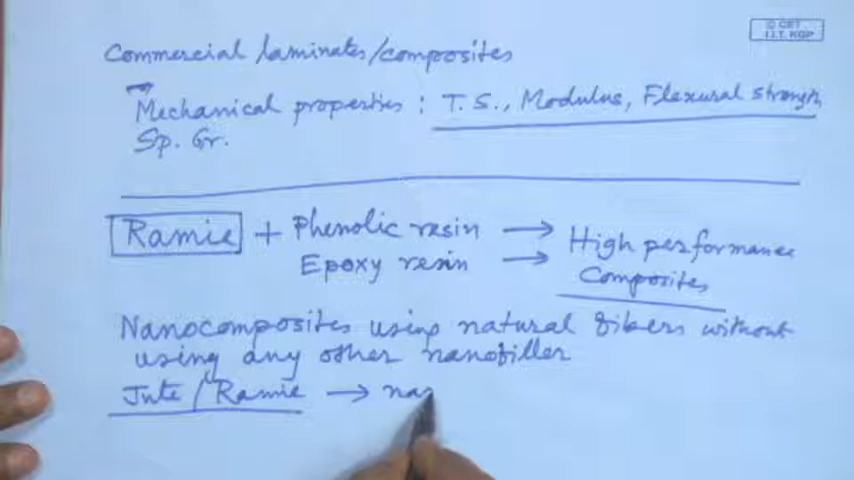 © CET
I.I.T. KGP
Commercial laminates/composites
Mechanical properties : T.S., Modulus, Flexural strength
Sp. Gr.
Ramie + Phenolic resin → High performance
Epoxy resin → Composites
Nanocomposites using natural fibers without
using any other nanofiller
Jute / Ramie → na